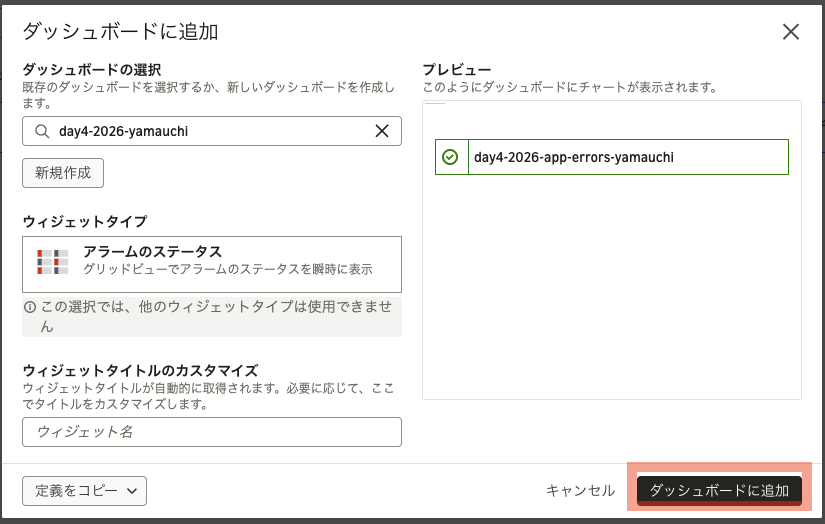 ダッシュボードに追加
ダッシュボードの選択
既存のダッシュボードを選択するか、新しいダッシュボードを作成し
ます。
day4-2026-yamauchi
新規作成
ウィジェットタイプ
アラームのステータス
グリッドビューでアラームのステータスを瞬時に表示
この選択では、他のウィジェットタイプは使用できませ
ん
ウィジェットタイトルのカスタマイズ
ウィジェットタイトルが自動的に取得されます。必要に応じて、ここ
でタイトルをカスタマイズします。
ウィジェット名
プレビュー
このようにダッシュボードにチャートが表示されます。
day4-2026-app-errors-yamauchi
定義をコピー
キャンセル
ダッシュボードに追加